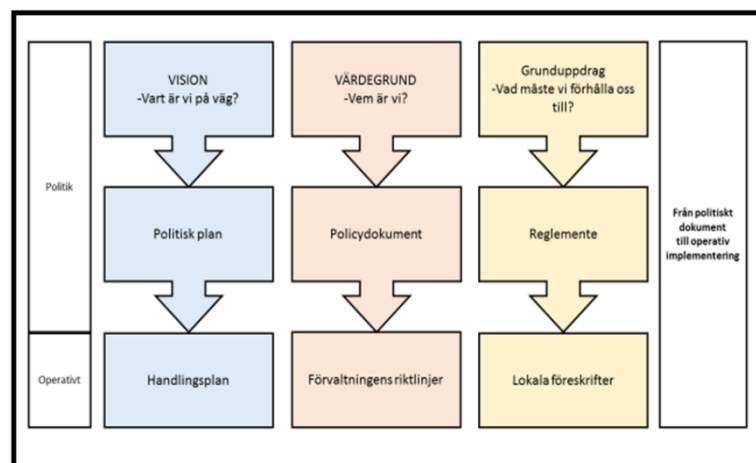 VISION
-Vart är vi på väg?
VÄRDEGRUND
-Vem är vi?
Grunduppdrag
-Vad måste vi förhålla oss
till?
Politik
Politisk plan
Policydokument
Reglemente
Från politiskt
dokument
till operativ
implementering
Operativt
Handlingsplan
Förvaltningens riktlinjer
Lokala föreskrifter